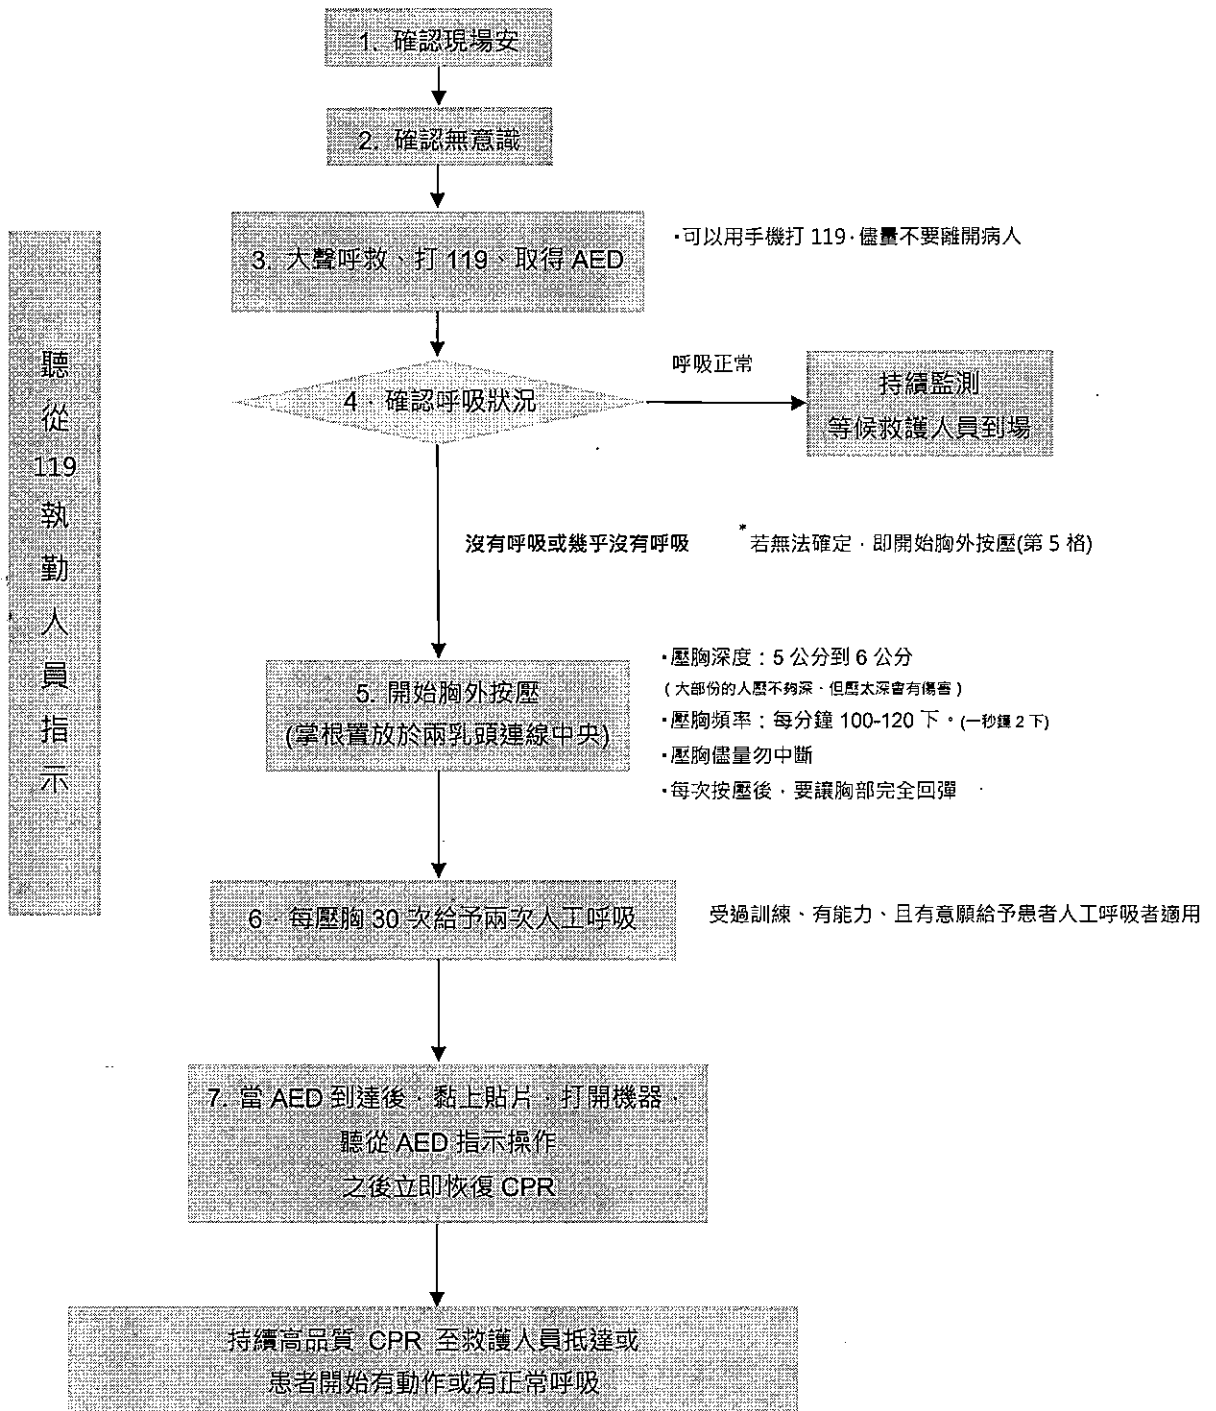 1. 確認現場安
2. 確認無意識
3. 大聲呼救、打 119、取得 AED
•可以用手機打 119，儘量不要離開病人
聽從119執勤人員指示
4．確認呼吸狀況
呼吸正常
持續監測
等候救護人員到場
沒有呼吸或幾乎沒有呼吸
*若無法確定，即開始胸外按壓(第 5 格)
5. 開始胸外按壓
(掌根置放於兩乳頭連線中央)
•壓胸深度：5 公分到 6 公分
(大部份的人壓不夠深，但壓太深會有傷害)
•壓胸頻率：每分鐘 100-120 下。(一秒鐘 2 下)
•壓胸儘量勿中斷
•每次按壓後，要讓胸部完全回彈
6．每壓胸 30 次給予兩次人工呼吸
受過訓練、有能力、且有意願給予患者人工呼吸者適用
7. 當 AED 到達後，黏上貼片，打開機器，
聽從 AED 指示操作
之後立即恢復 CPR
持續高品質 CPR 至救護人員抵達或
患者開始有動作或有正常呼吸